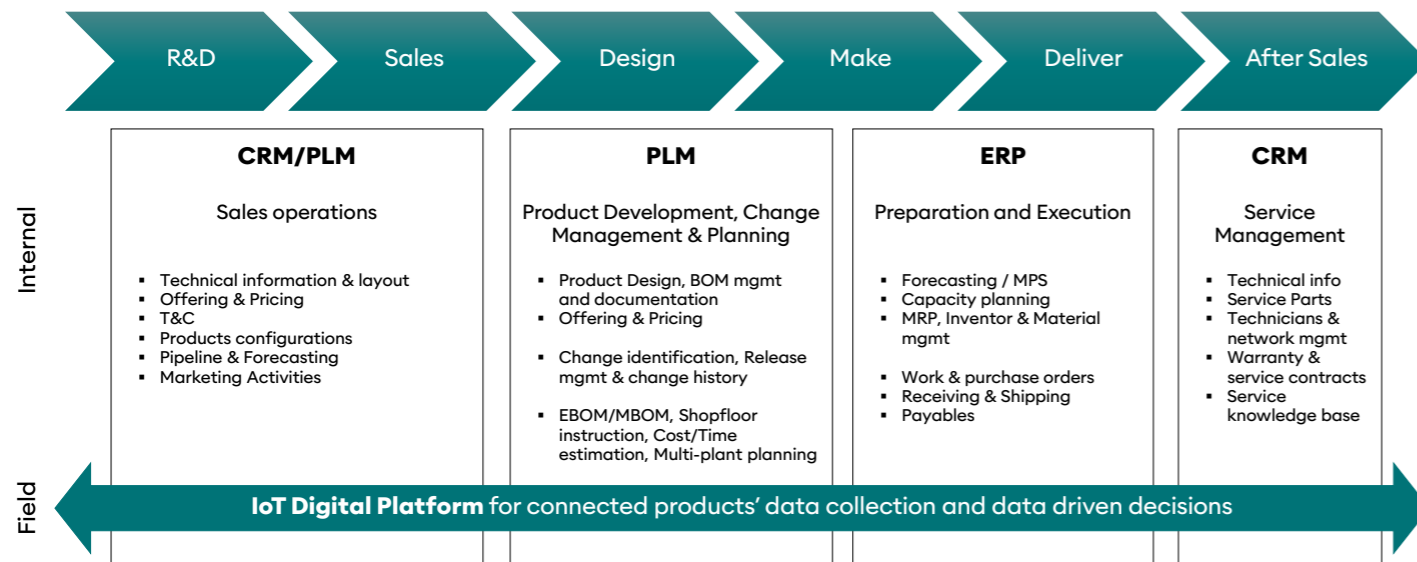 R&D
Sales
Design
Make
Deliver
After Sales
Internal
CRM/PLM
Sales operations
▪ Technical information & layout
▪ Offering & Pricing
▪ T&C
▪ Products configurations
▪ Pipeline & Forecasting
▪ Marketing Activities
PLM
Product Development, Change
Management & Planning
▪ Product Design, BOM mgmt
and documentation
▪ Offering & Pricing
▪ Change identification, Release
mgmt & change history
▪ EBOM/MBOM, Shopfloor
instruction, Cost/Time
estimation, Multi-plant planning
ERP
Preparation and Execution
▪ Forecasting / MPS
▪ Capacity planning
▪ MRP, Inventor & Material
mgmt
▪ Work & purchase orders
▪ Receiving & Shipping
▪ Payables
CRM
Service
Management
▪ Technical info
▪ Service Parts
▪ Technicians &
network mgmt
▪ Warranty &
service contracts
▪ Service
knowledge base
Field
IoT Digital Platform for connected products' data collection and data driven decisions